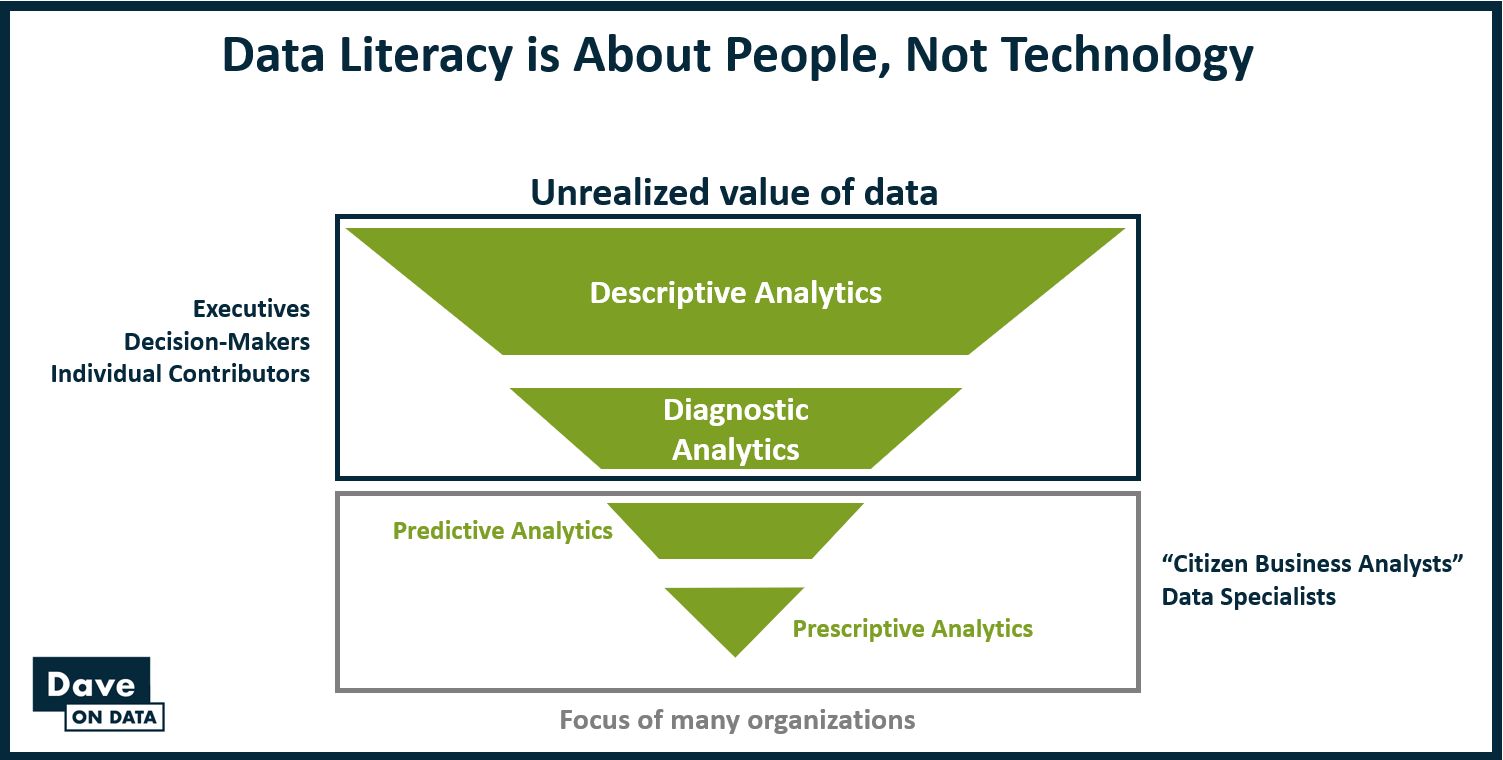 Data Literacy is About People, Not Technology
Unrealized value of data
Executives
Decision-Makers
Individual Contributors
Descriptive Analytics
Diagnostic
Analytics
Predictive Analytics
Prescriptive Analytics
“Citizen Business Analysts”
Data Specialists
Focus of many organizations
Dave
ON DATA